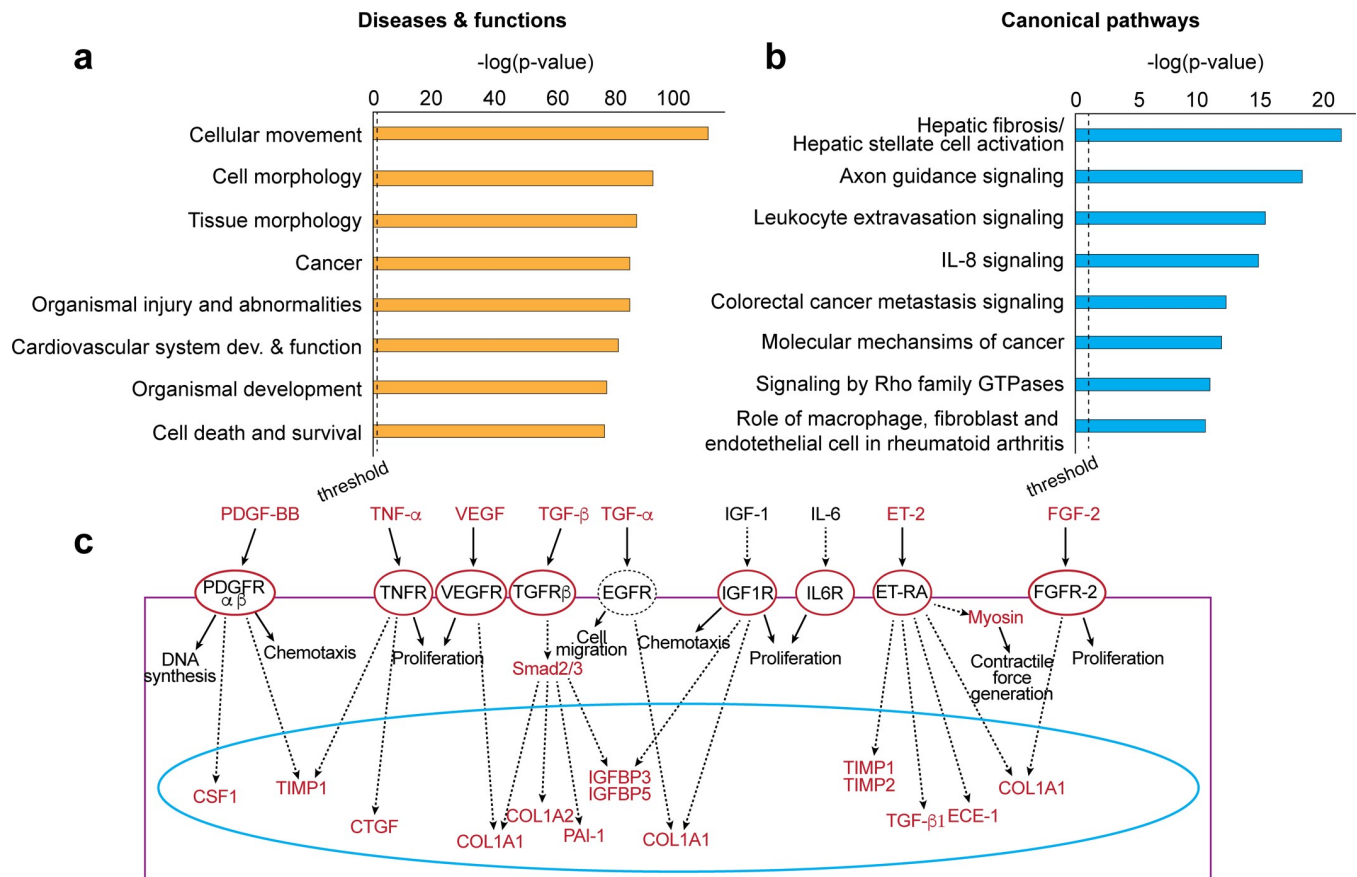 Diseases & functions
Canonical pathways
a
-log(p-value)
0 20 40 60 80 100
Cellular movement
Cell morphology
Tissue morphology
Cancer
Organismal injury and abnormalities
Cardiovascular system dev. & function
Organismal development
Cell death and survival
threshold
b
-log(p-value)
0 5 10 15 20
Hepatic fibrosis/
Hepatic stellate cell activation
Axon guidance signaling
Leukocyte extravasation signaling
IL-8 signaling
Colorectal cancer metastasis signaling
Molecular mechansims of cancer
Signaling by Rho family GTPases
Role of macrophage, fibroblast and
endotethelial cell in rheumatoid arthritis
threshold
c
PDGF-BB TNF-α VEGF TGF-β TGF-α IGF-1 IL-6 ET-2 FGF-2
PDGFR
α β
TNFR VEGFR TGFRβ EGFR IGF1R IL6R ET-RA FGFR-2
DNA
synthesis
Chemotaxis
Proliferation
Smad2/3
Cell
migration
Chemotaxis
Proliferation
Myosin
Contractile
force
generation
Proliferation
CSF1
TIMP1
CTGF
COL1A1
COL1A2
PAI-1
IGFBP3
IGFBP5
COL1A1
TIMP1
TIMP2
TGF-β1
ECE-1
COL1A1